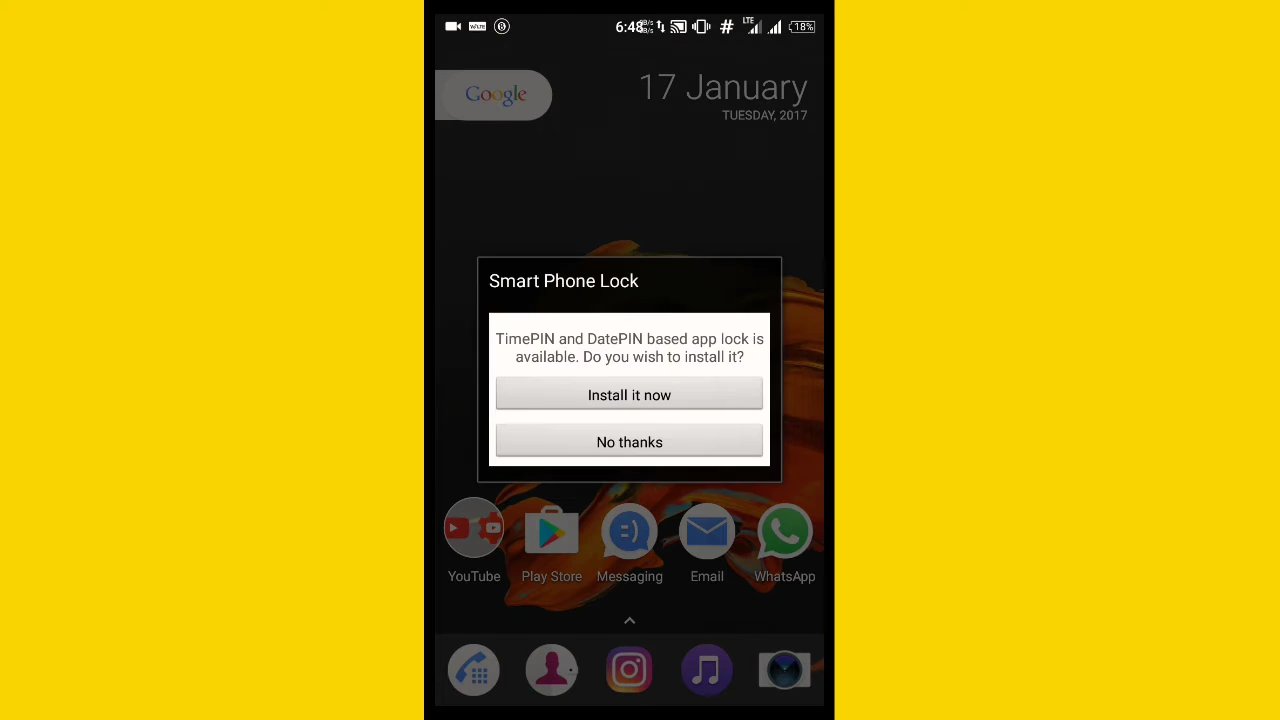 6:48
LTE
18%
Google
17 January
TUESDAY, 2017
Smart Phone Lock
TimePIN and DatePIN based app lock is
available. Do you wish to install it?
Install it now
No thanks
YouTube
Play Store
Messaging
Email
WhatsApp